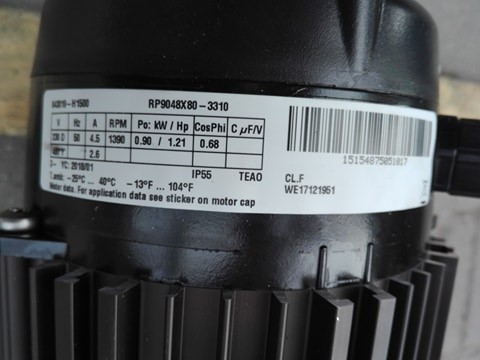 RP9048X80-3310
V Hz A RPM Po: kW / Hp CosPhi C µF/V
230 D 50 4.5 1390 0.90 / 1.21 0.68
2.6
3~ YC: 2018/01 IP55 TEAO CL.F
T.amb: -25°C ... 40°C -13°F ... 104°F WE17121951
Motor data. For application data see sticker on motor cap
15154875051017